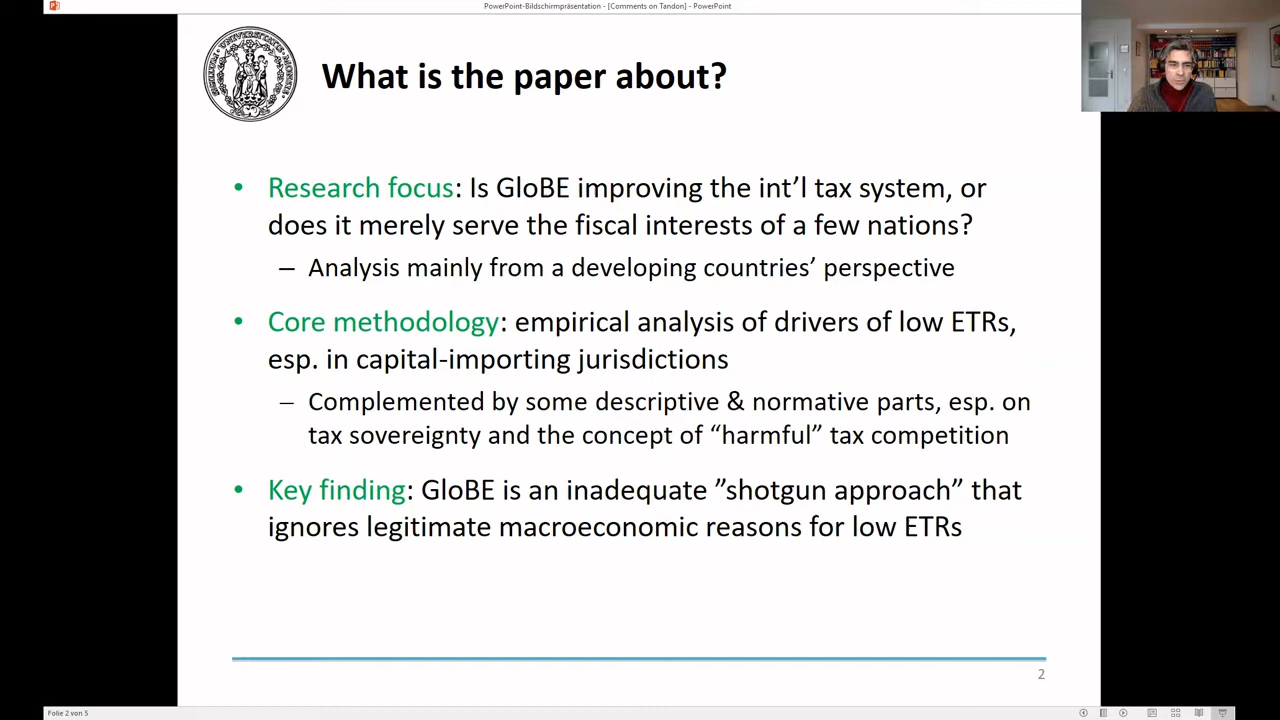 PowerPoint-Bildschirmpräsentation - [Comments on Tandon] - PowerPoint
What is the paper about?
• Research focus: Is GloBE improving the int’l tax system, or
does it merely serve the fiscal interests of a few nations?
– Analysis mainly from a developing countries’ perspective
• Core methodology: empirical analysis of drivers of low ETRs,
esp. in capital-importing jurisdictions
– Complemented by some descriptive & normative parts, esp. on
tax sovereignty and the concept of “harmful” tax competition
• Key finding: GloBE is an inadequate ”shotgun approach” that
ignores legitimate macroeconomic reasons for low ETRs
2
Folie 2 von 5